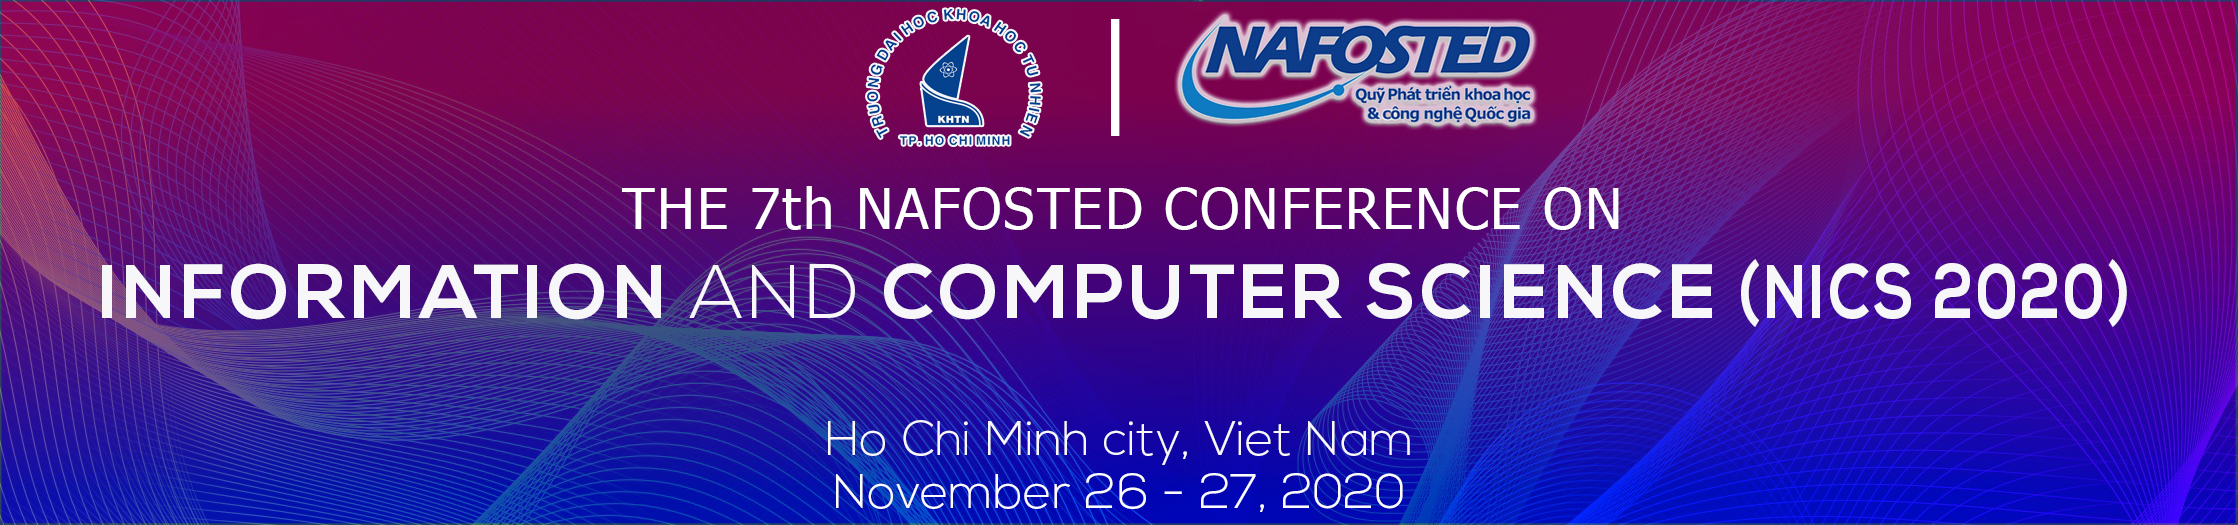 TRUONG DAI HOC KHOA HOC TU NHIEN
KHTN
TP. HO CHI MINH
NAFOSTED
Quỹ Phát triển khoa học
& công nghệ Quốc gia
THE 7th NAFOSTED CONFERENCE ON
INFORMATION AND COMPUTER SCIENCE (NICS 2020)
Ho Chi Minh city, Viet Nam
November 26 - 27, 2020